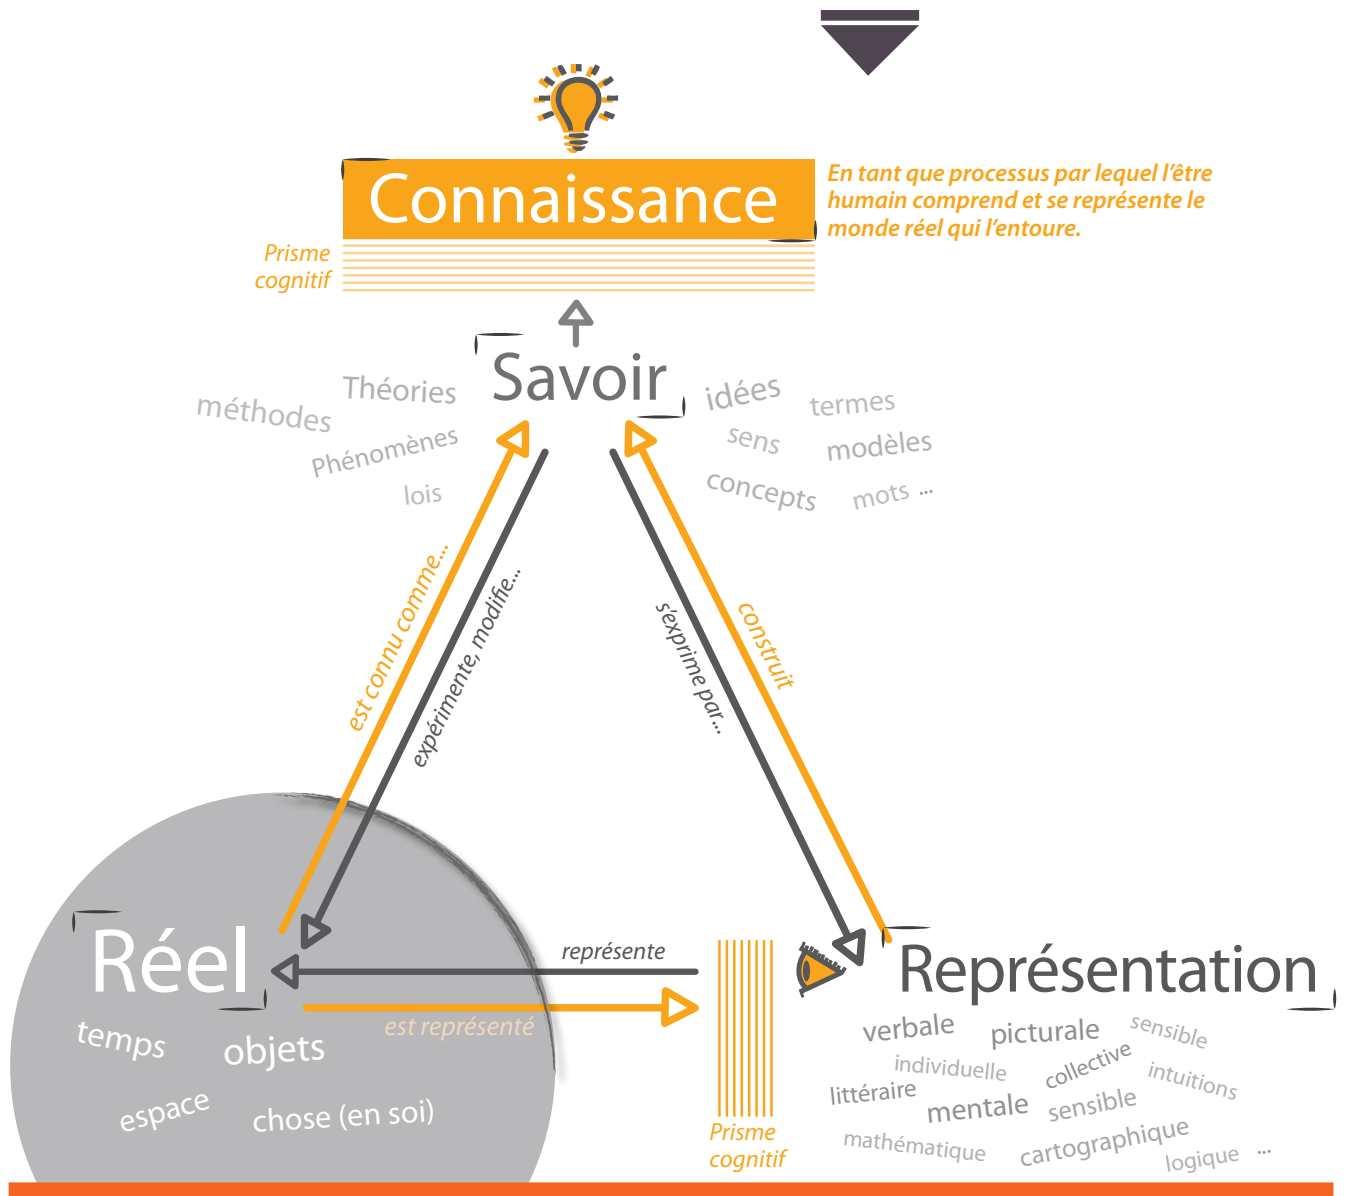 Connaissance
En tant que processus par lequel l'être
humain comprend et se représente le
monde réel qui l'entoure.
Prisme
cognitif
Savoir
Théories
méthodes
Phénomènes
lois
idées
termes
sens
modèles
concepts
mots ...
est connu comme...
expérimente, modifie...
s'exprime par...
construit
Réel
représente
est représenté
Représentation
temps
objets
espace
chose (en soi)
Prisme
cognitif
verbale
picturale
sensible
individuelle
collective
intuitions
littéraire
mentale
sensible
mathématique
cartographique
logique ...